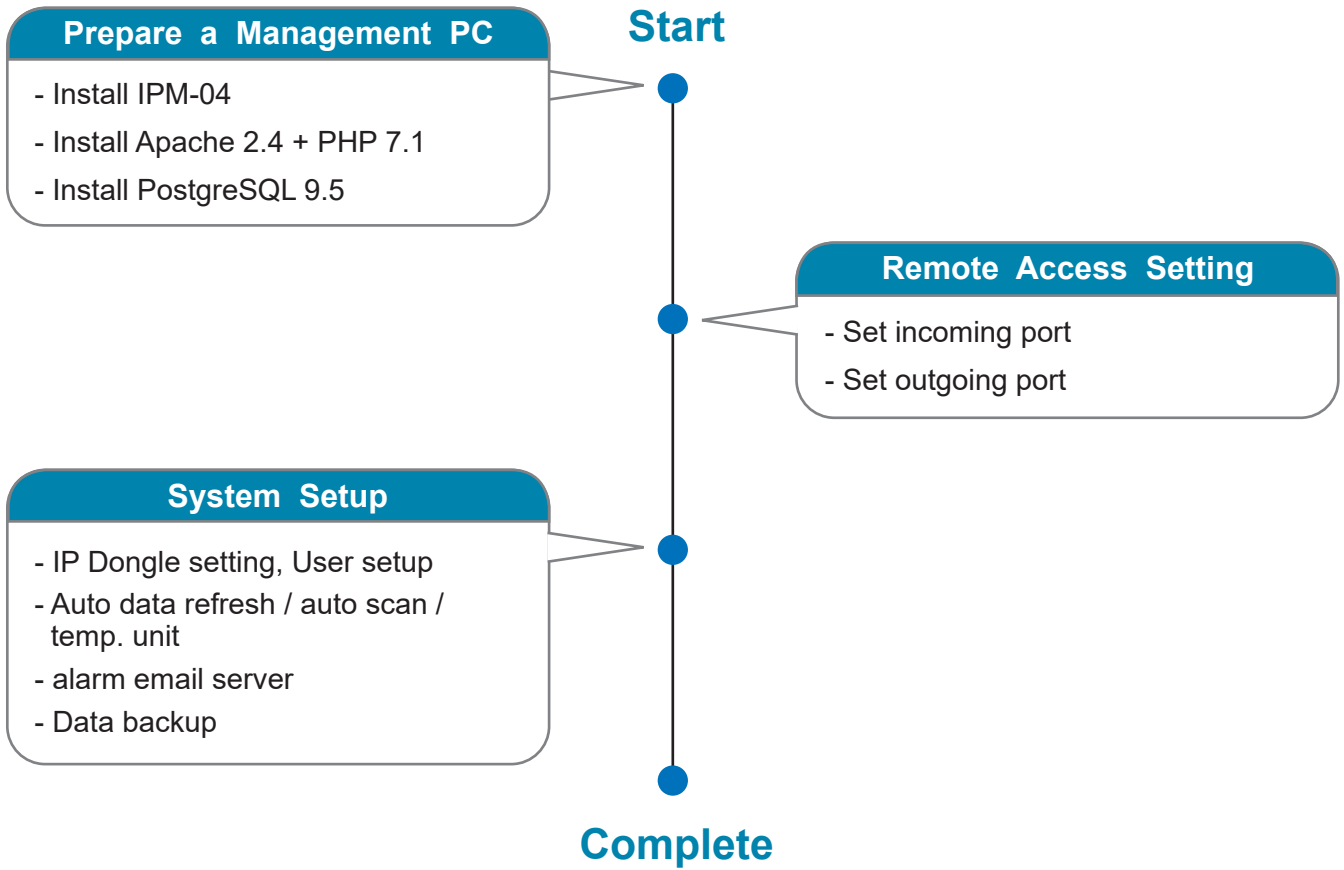 Start
Prepare a Management PC
- Install IPM-04
- Install Apache 2.4 + PHP 7.1
- Install PostgreSQL 9.5
Remote Access Setting
- Set incoming port
- Set outgoing port
System Setup
- IP Dongle setting, User setup
- Auto data refresh / auto scan /
temp. unit
- alarm email server
- Data backup
Complete